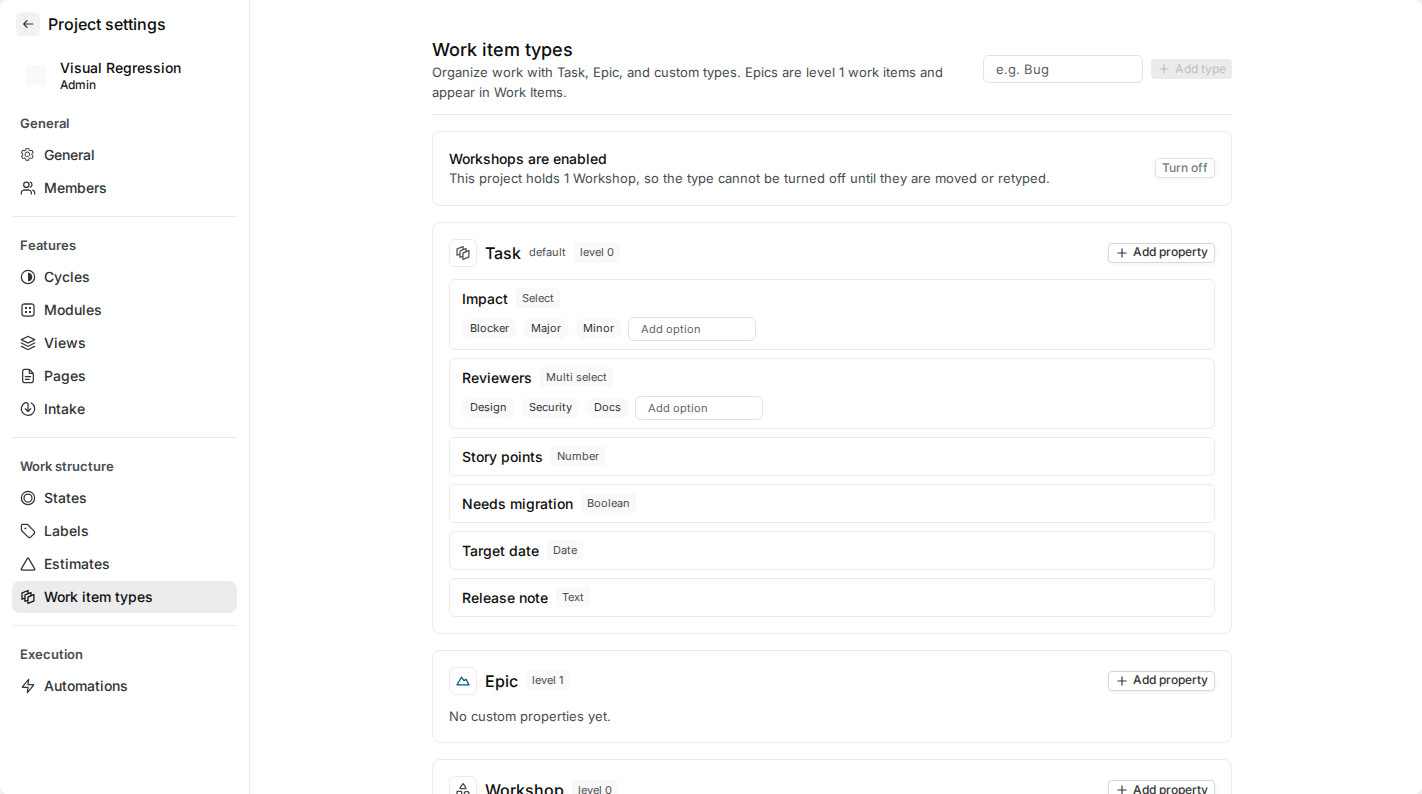 Project settings
Visual Regression
Admin
General
General
Members
Features
Cycles
Modules
Views
Pages
Intake
Work structure
States
Labels
Estimates
Work item types
Execution
Automations
Work item types
Organize work with Task, Epic, and custom types. Epics are level 1 work items and
appear in Work Items.
e.g. Bug
Add type
Workshops are enabled
This project holds 1 Workshop, so the type cannot be turned off until they are moved or retyped.
Turn off
Task default level 0
Add property
Impact Select
Blocker Major Minor Add option
Reviewers Multi select
Design Security Docs Add option
Story points Number
Needs migration Boolean
Target date Date
Release note Text
Epic level 1
Add property
No custom properties yet.
Workshop level 0
Add property